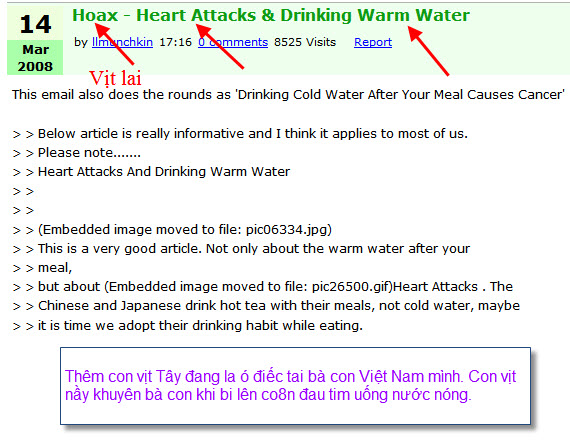 14
Mar
2008
Hoax - Heart Attacks & Drinking Warm Water
by llmunchkin 17:16 0 comments 8525 Visits Report
Vịt lai
This email also does the rounds as 'Drinking Cold Water After Your Meal Causes Cancer'
> > Below article is really informative and I think it applies to most of us.
> > Please note.......
> > Heart Attacks And Drinking Warm Water
> >
> >
> > (Embedded image moved to file: pic06334.jpg)
> > This is a very good article. Not only about the warm water after your
> > meal,
> > but about (Embedded image moved to file: pic26500.gif)Heart Attacks . The
> > Chinese and Japanese drink hot tea with their meals, not cold water, maybe
> > it is time we adopt their drinking habit while eating.
Thêm con vịt Tây đang la ó điếc tai bà con Việt Nam mình. Con vịt
nầy khuyên bà con khi bi lên co8n đau tim uống nước nóng.